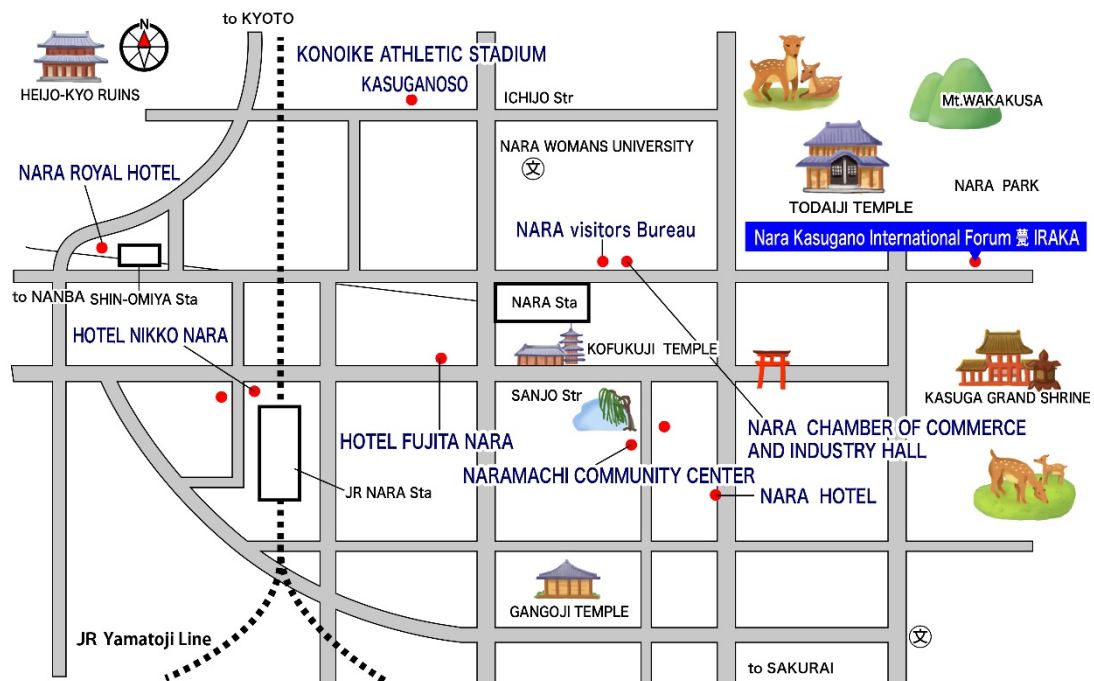 to KYOTO
N
KONOIKE ATHLETIC STADIUM
KASUGANOSO
HEIJO-KYO RUINS
ICHIJO Str
Mt.WAKAKUSA
NARA WOMANS UNIVERSITY
文
NARA ROYAL HOTEL
NARA PARK
TODAIJI TEMPLE
NARA visitors Bureau
Nara Kasugano International Forum 甍 IRAKA
to NANBA
SHIN-OMIYA Sta
NARA Sta
HOTEL NIKKO NARA
KOFUKUJI TEMPLE
SANJO Str
KASUGA GRAND SHRINE
NARA CHAMBER OF COMMERCE
AND INDUSTRY HALL
HOTEL FUJITA NARA
NARAMACHI COMMUNITY CENTER
JR NARA Sta
NARA HOTEL
GANGOJI TEMPLE
JR Yamatoji Line
文
to SAKURAI